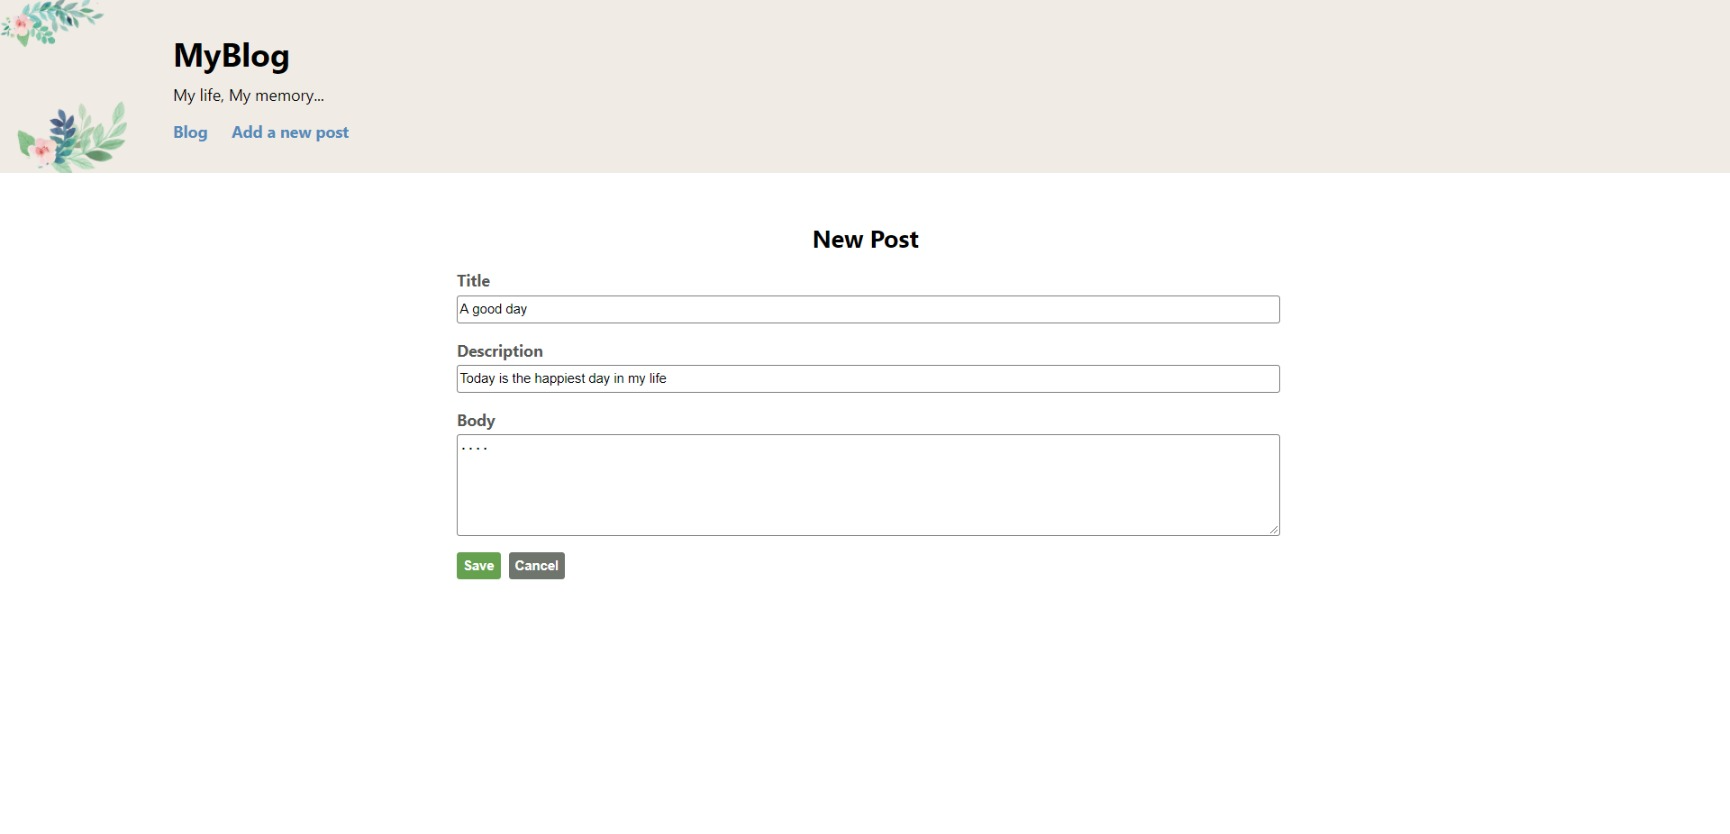 MyBlog
My life, My memory...
Blog Add a new post
New Post
Title
A good day
Description
Today is the happiest day in my life
Body
....
Save Cancel